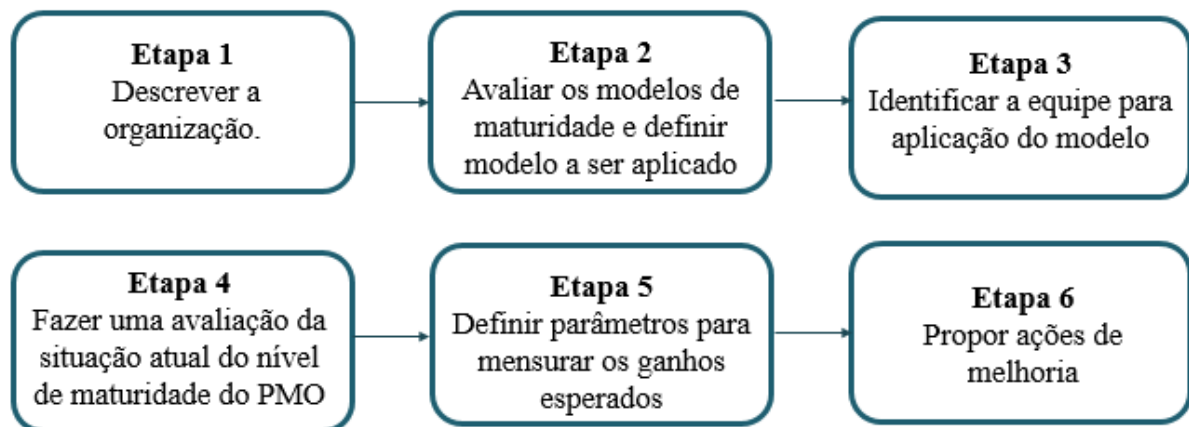 Etapa 1
Descrever a
organização.
Etapa 2
Avaliar os modelos de
maturidade e definir
modelo a ser aplicado
Etapa 3
Identificar a equipe para
aplicação do modelo
Etapa 4
Fazer uma avaliação da
situação atual do nível
de maturidade do PMO
Etapa 5
Definir parâmetros para
mensurar os ganhos
esperados
Etapa 6
Propor ações de
melhoria